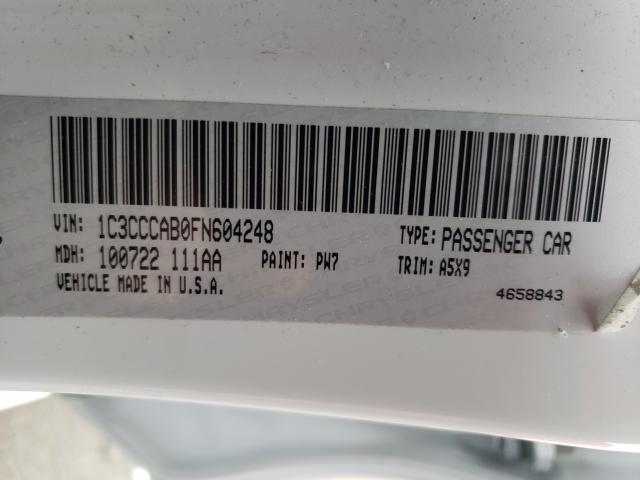 VIN: 1C3CCCAB0FN604248 TYPE: PASSENGER CAR
MDH: 100722 111AA PAINT: PW7 TRIM: A5X9
VEHICLE MADE IN U.S.A.
4658843